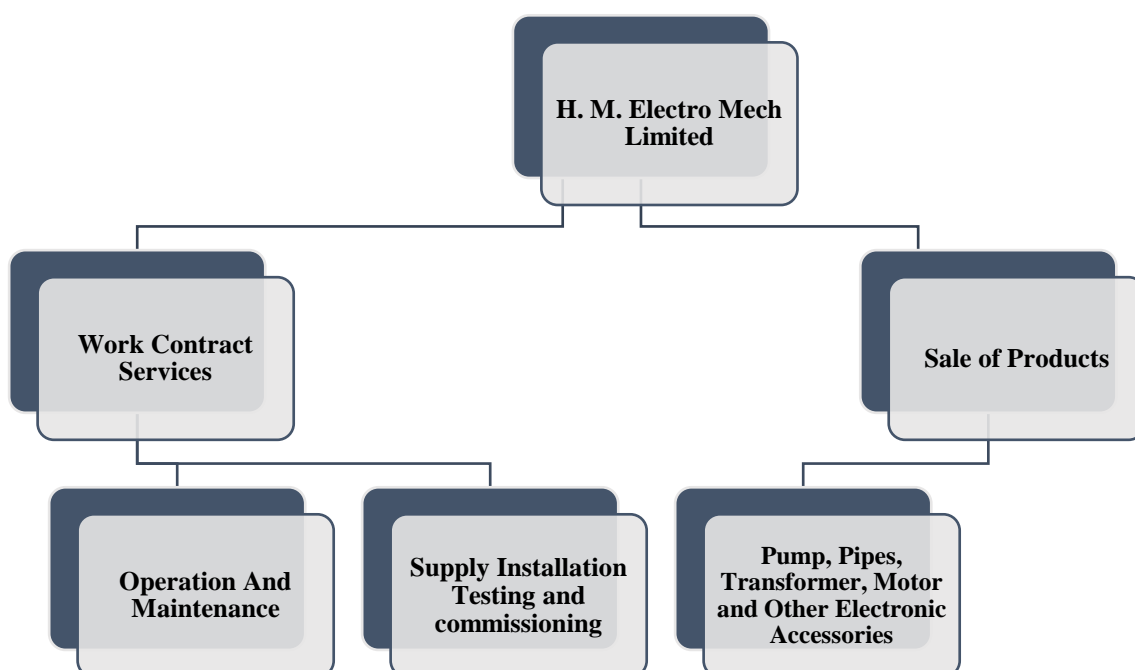 H. M. Electro Mech
Limited
Work Contract
Services
Sale of Products
Operation And
Maintenance
Supply Installation
Testing and
commissioning
Pump, Pipes,
Transformer, Motor
and Other Electronic
Accessories